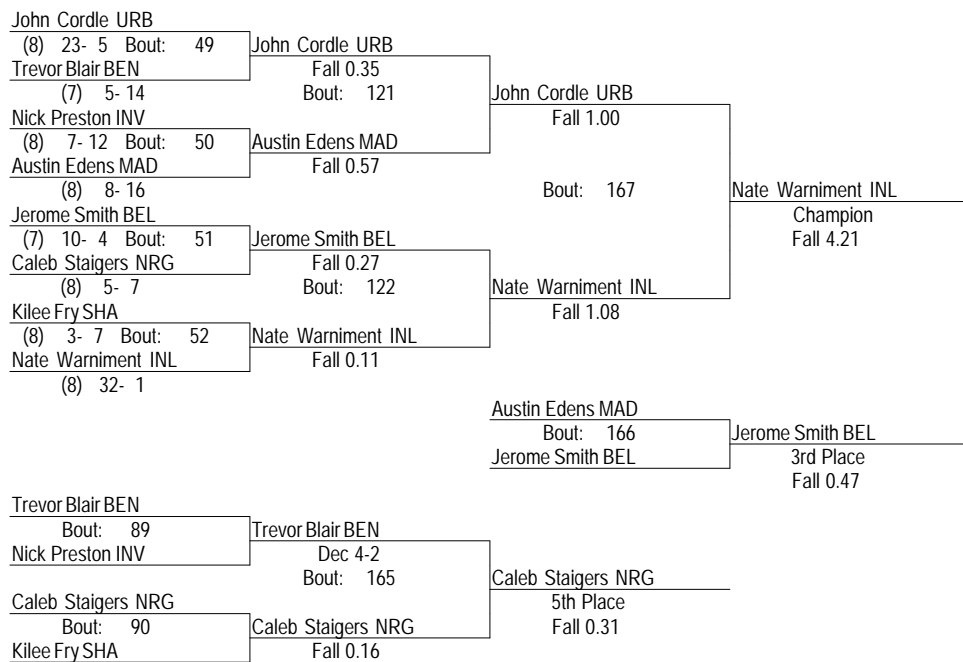 John Cordle URB
(8) 23- 5 Bout: 49
John Cordle URB
Trevor Blair BEN
Fall 0.35
(7) 5- 14
Bout: 121
John Cordle URB
Nick Preston INV
Fall 1.00
(8) 7- 12 Bout: 50
Austin Edens MAD
Austin Edens MAD
Fall 0.57
(8) 8- 16
Bout: 167
Nate Warniment INL
Jerome Smith BEL
Champion
(7) 10- 4 Bout: 51
Jerome Smith BEL
Fall 4.21
Caleb Staigers NRG
Fall 0.27
(8) 5- 7
Bout: 122
Nate Warniment INL
Kilee Fry SHA
Fall 1.08
(8) 3- 7 Bout: 52
Nate Warniment INL
Nate Warniment INL
Fall 0.11
(8) 32- 1
Austin Edens MAD
Bout: 166
Jerome Smith BEL
Jerome Smith BEL
3rd Place
Fall 0.47
Trevor Blair BEN
Bout: 89
Trevor Blair BEN
Nick Preston INV
Dec 4-2
Bout: 165
Caleb Staigers NRG
Caleb Staigers NRG
5th Place
Bout: 90
Caleb Staigers NRG
Fall 0.31
Kilee Fry SHA
Fall 0.16